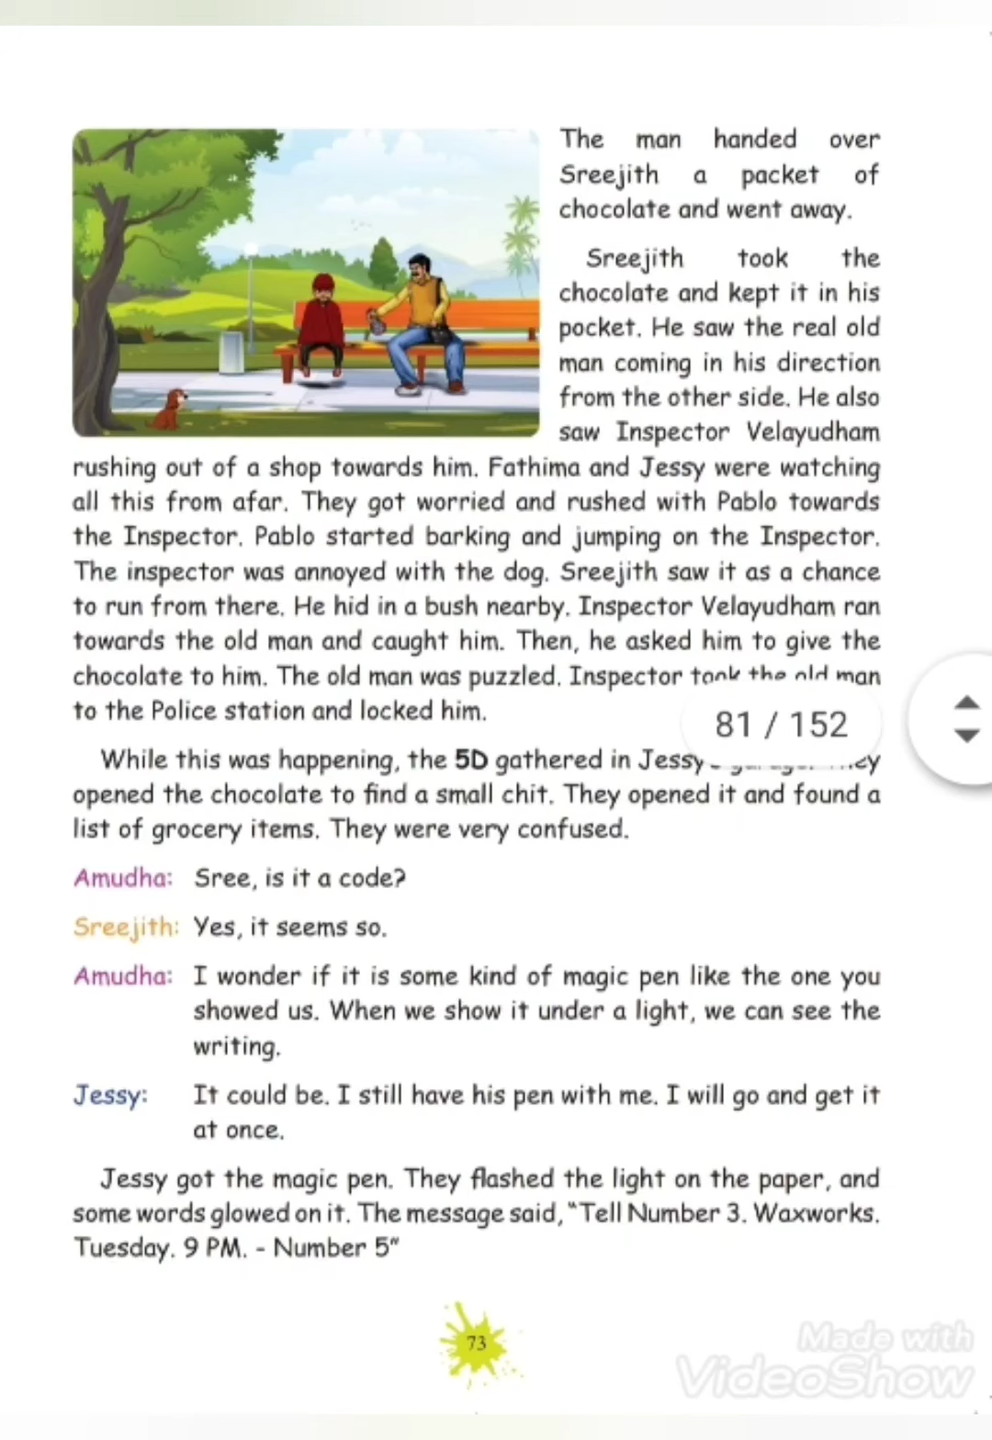 The man handed over
Sreejith a packet of
chocolate and went away.
Sreejith took the
chocolate and kept it in his
pocket. He saw the real old
man coming in his direction
from the other side. He also
saw Inspector Velayudham
rushing out of a shop towards him. Fathima and Jessy were watching
all this from afar. They got worried and rushed with Pablo towards
the Inspector. Pablo started barking and jumping on the Inspector.
The inspector was annoyed with the dog. Sreejith saw it as a chance
to run from there. He hid in a bush nearby. Inspector Velayudham ran
towards the old man and caught him. Then, he asked him to give the
chocolate to him. The old man was puzzled. Inspector took the old man
to the Police station and locked him.
81 / 152
While this was happening, the 5D gathered in Jessy
opened the chocolate to find a small chit. They opened it and found a
list of grocery items. They were very confused.
Amudha: Sree, is it a code?
Sreejith: Yes, it seems so.
Amudha: I wonder if it is some kind of magic pen like the one you
showed us. When we show it under a light, we can see the
writing.
Jessy: It could be. I still have his pen with me. I will go and get it
at once.
Jessy got the magic pen. They flashed the light on the paper, and
some words glowed on it. The message said, "Tell Number 3. Waxworks.
Tuesday. 9 PM. - Number 5"
73
Made with
VideoShow